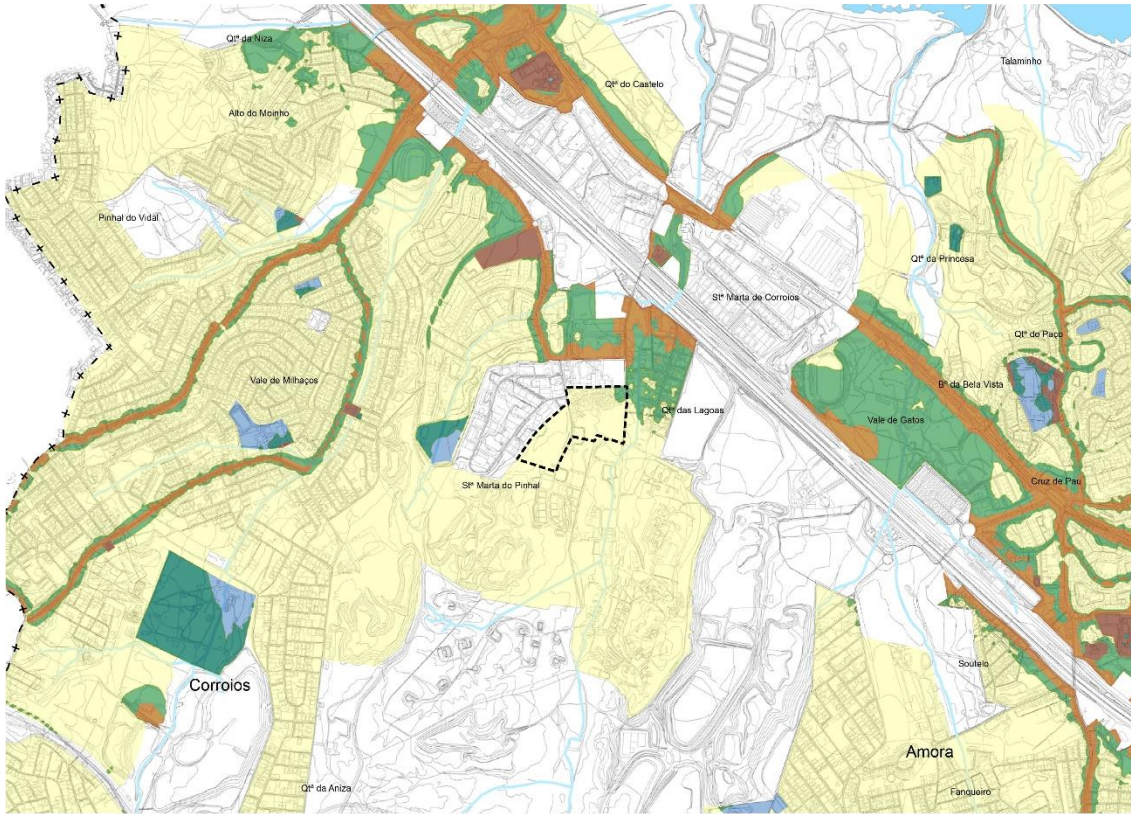 Qtª da Niza
Talaminho
Qtª do Castelo
Alto do Moinho
Pinhal do Vidal
Qtª da Princesa
Stª Marta de Corroios
Qtª do Paço
Vale de Milhaços
Bº da Bela Vista
Qtª das Lagoas
Vale de Gatos
Stª Marta do Pinhal
Cruz de Pau
Soutelo
Corroios
Amora
Qtª da Aniza
Fanqueiro